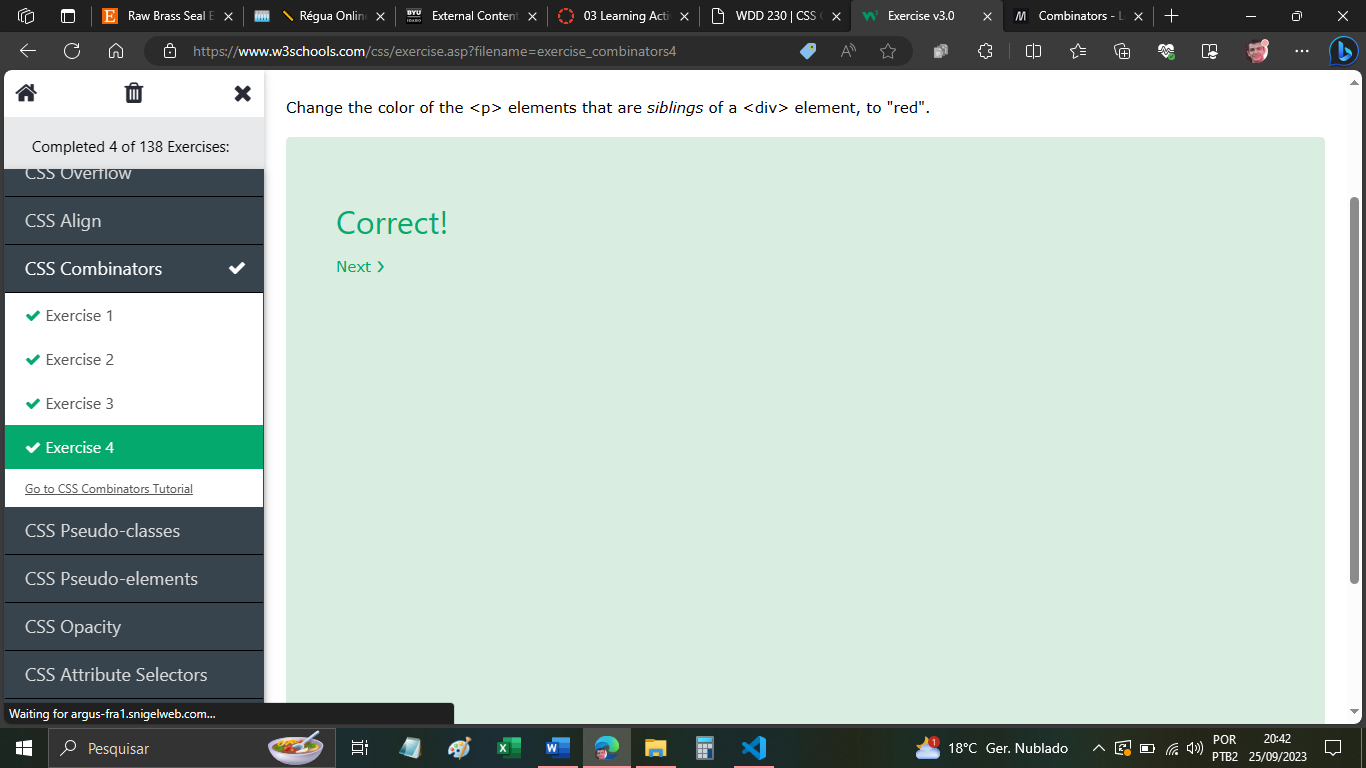 Raw Brass Seal E
Régua Onlin
BYU
IDAHO
External Content
03 Learning Acti
WDD 230 | CSS C
Exercise v3.0
Combinators - L
https://www.w3schools.com/css/exercise.asp?filename=exercise_combinators4
Change the color of the <p> elements that are siblings of a <div> element, to "red".
Completed 4 of 138 Exercises:
CSS Overflow
CSS Align
CSS Combinators
Exercise 1
Exercise 2
Exercise 3
Exercise 4
Go to CSS Combinators Tutorial
CSS Pseudo-classes
CSS Pseudo-elements
CSS Opacity
CSS Attribute Selectors
Correct!
Next ❯
Waiting for argus-fra1.snigelweb.com...
Pesquisar
1
18°C Ger. Nublado
POR
PTB2
20:42
25/09/2023